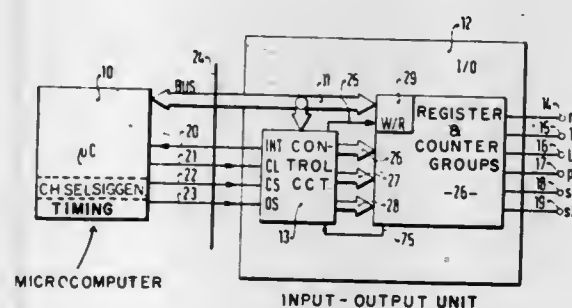 12
24
10
I/O
BUS
11
25
29
REGISTER
&
COUNTER
GROUPS
-26-
W/R
14
15
16
17
18
19
μC
20
21
22
23
INT
CL
CS
OS
CON-
TROL
CCT.
26
27
28
CH SELSIGGEN
TIMING
13
75
MICROCOMPUTER
INPUT-OUTPUT UNIT